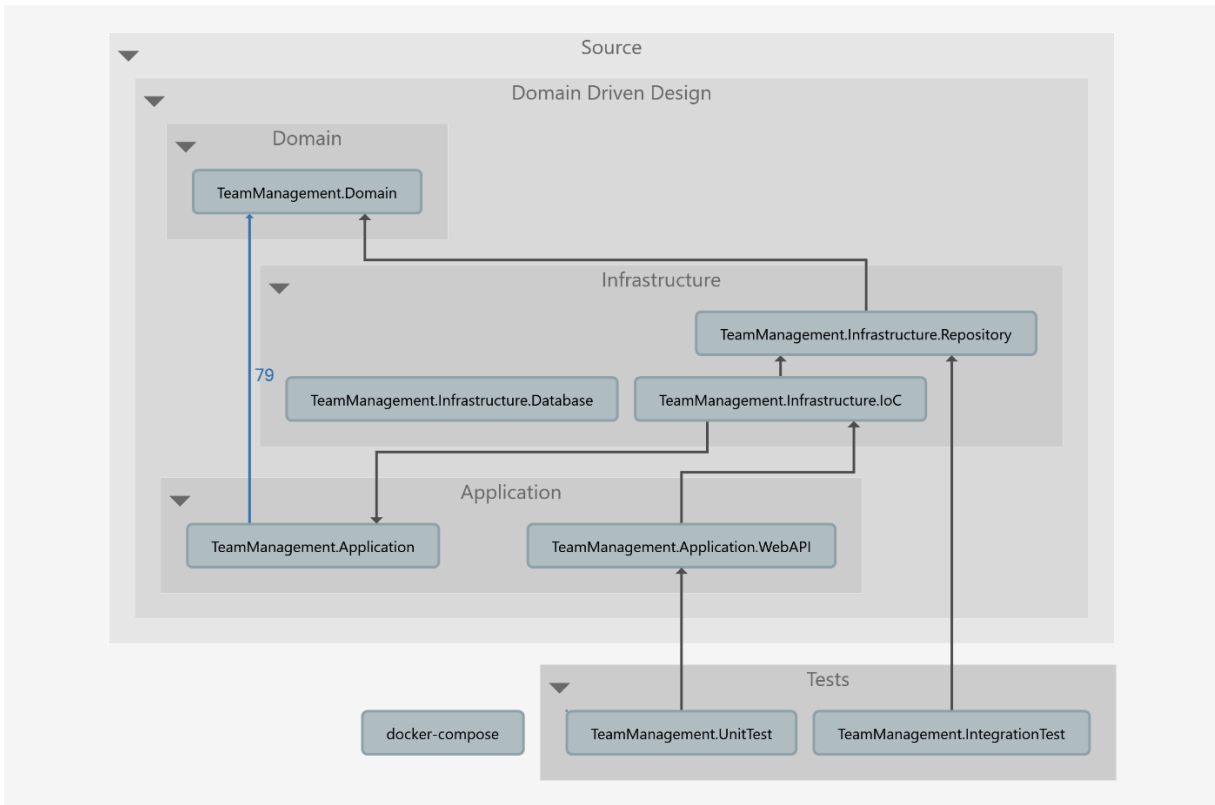 Source
Domain Driven Design
Domain
TeamManagement.Domain
Infrastructure
TeamManagement.Infrastructure.Repository
79
TeamManagement.Infrastructure.Database
TeamManagement.Infrastructure.IoC
Application
TeamManagement.Application
TeamManagement.Application.WebAPI
Tests
docker-compose
TeamManagement.UnitTest
TeamManagement.IntegrationTest